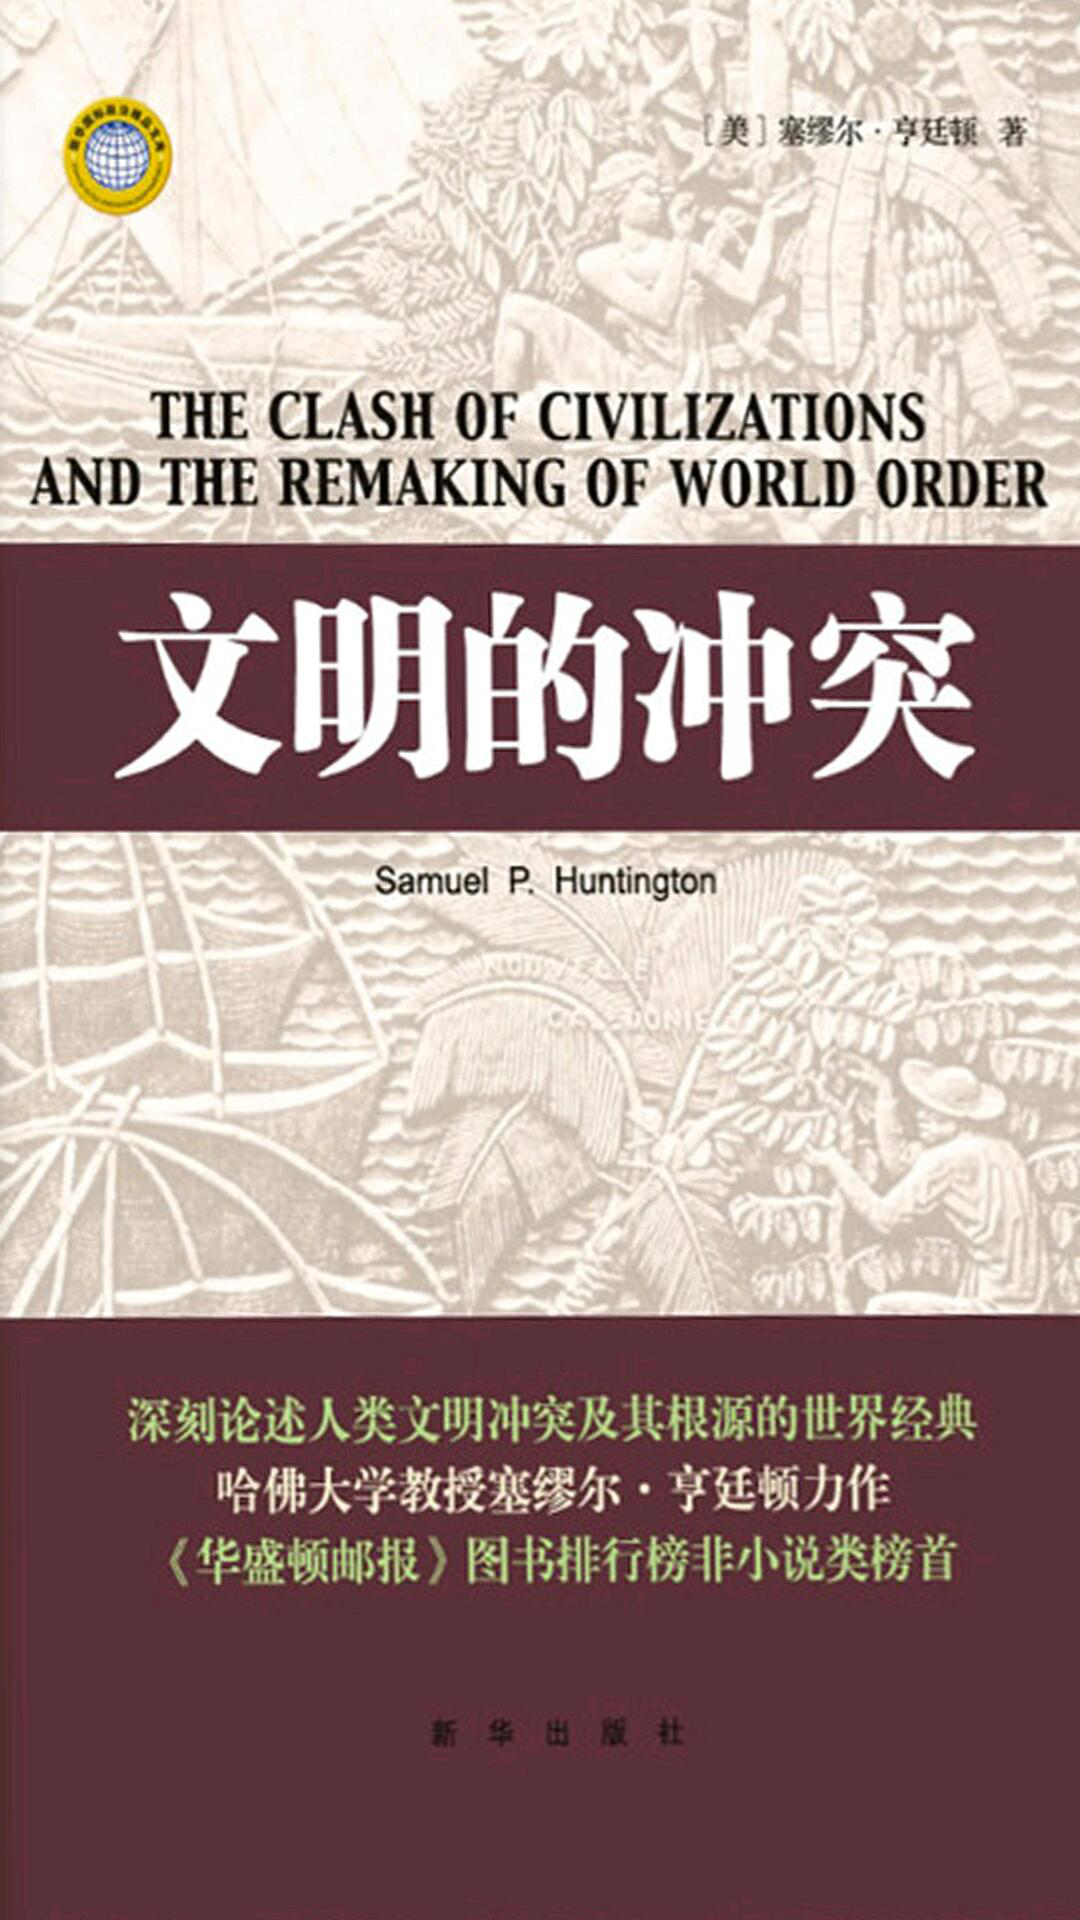 [美]塞缪尔·亨廷顿 著
THE CLASH OF CIVILIZATIONS
AND THE REMAKING OF WORLD ORDER
文明的冲突
Samuel P. Huntington
深刻论述人类文明冲突及其根源的世界经典
哈佛大学教授塞缪尔·亨廷顿力作
《华盛顿邮报》图书排行榜非小说类榜首
新华出版社